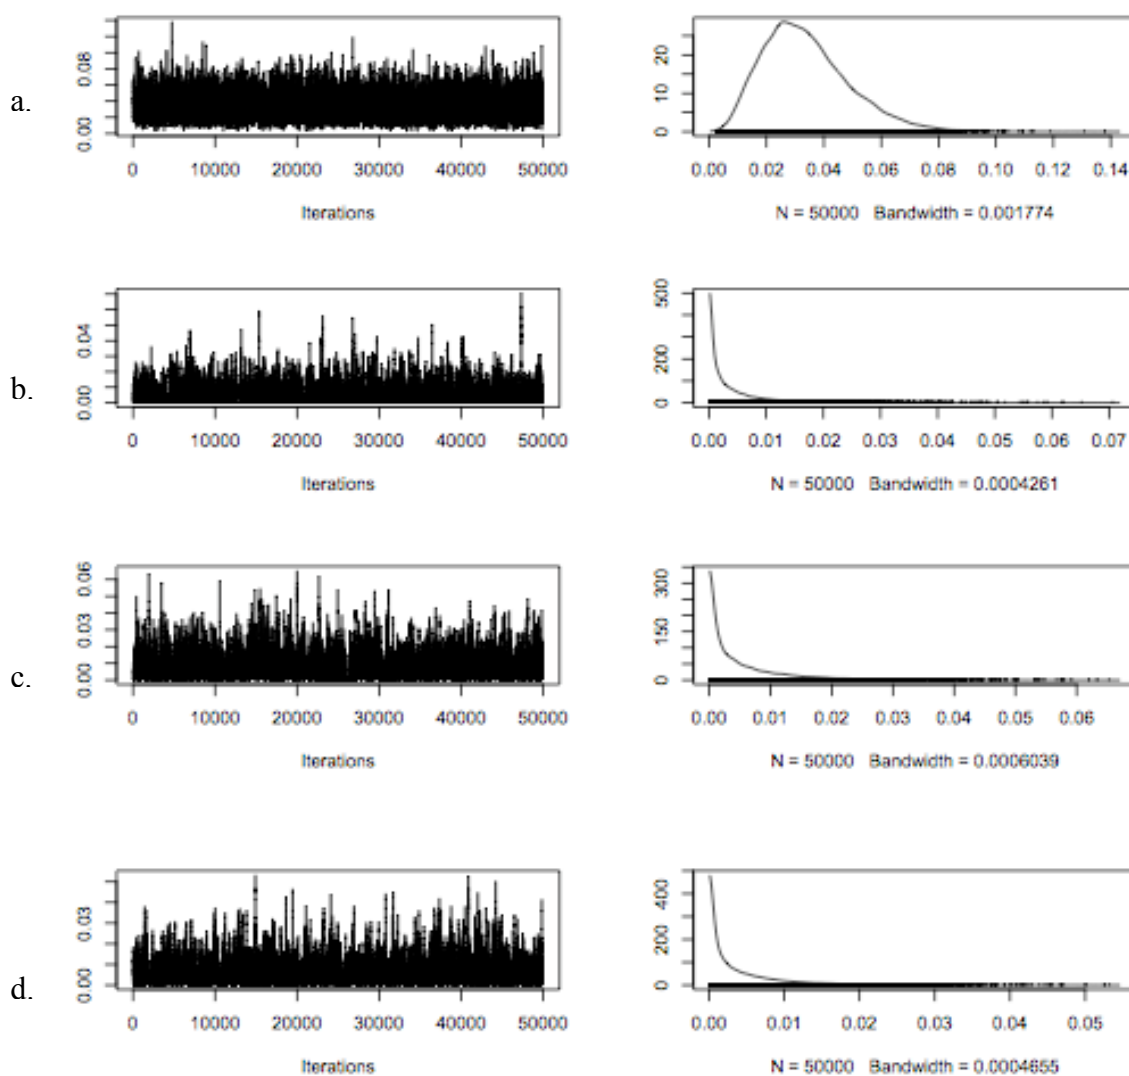 a.
0.00 0.08
0 10000 20000 30000 40000 50000
Iterations
0 10 20
0.00 0.02 0.04 0.06 0.08 0.10 0.12 0.14
N = 50000 Bandwidth = 0.001774
b.
0.00 0.04
0 10000 20000 30000 40000 50000
Iterations
0 200 500
0.00 0.01 0.02 0.03 0.04 0.05 0.06 0.07
N = 50000 Bandwidth = 0.0004261
c.
0.00 0.03 0.06
0 10000 20000 30000 40000 50000
Iterations
0 150 300
0.00 0.01 0.02 0.03 0.04 0.05 0.06
N = 50000 Bandwidth = 0.0006039
d.
0.00 0.03
0 10000 20000 30000 40000 50000
Iterations
0 200 400
0.00 0.01 0.02 0.03 0.04 0.05
N = 50000 Bandwidth = 0.0004655